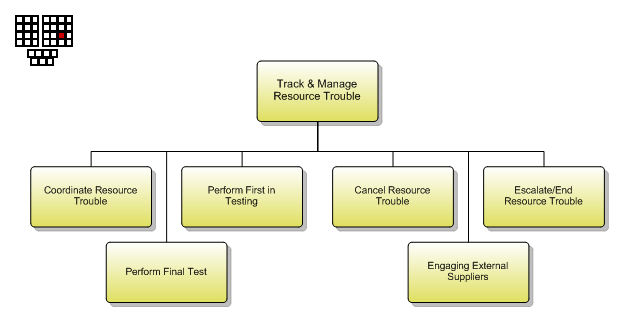 Track & Manage
Resource Trouble
Coordinate Resource
Trouble
Perform First in
Testing
Cancel Resource
Trouble
Escalate/End
Resource Trouble
Perform Final Test
Engaging External
Suppliers